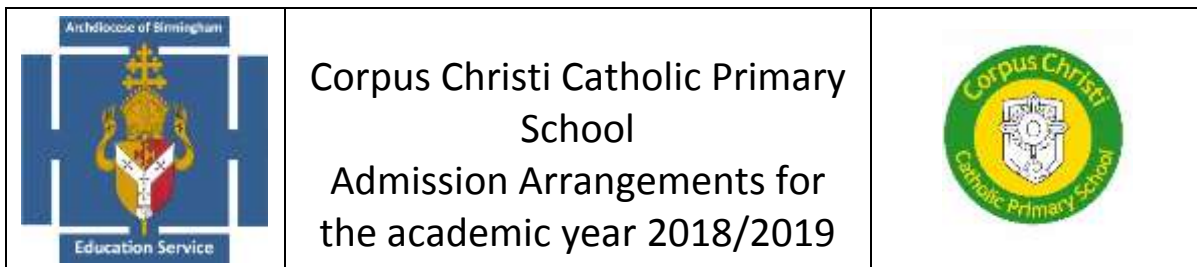 Archdiocese of Birmingham
Education Service
Corpus Christi Catholic Primary
School
Admission Arrangements for
the academic year 2018/2019
Corpus Christi
Catholic Primary School